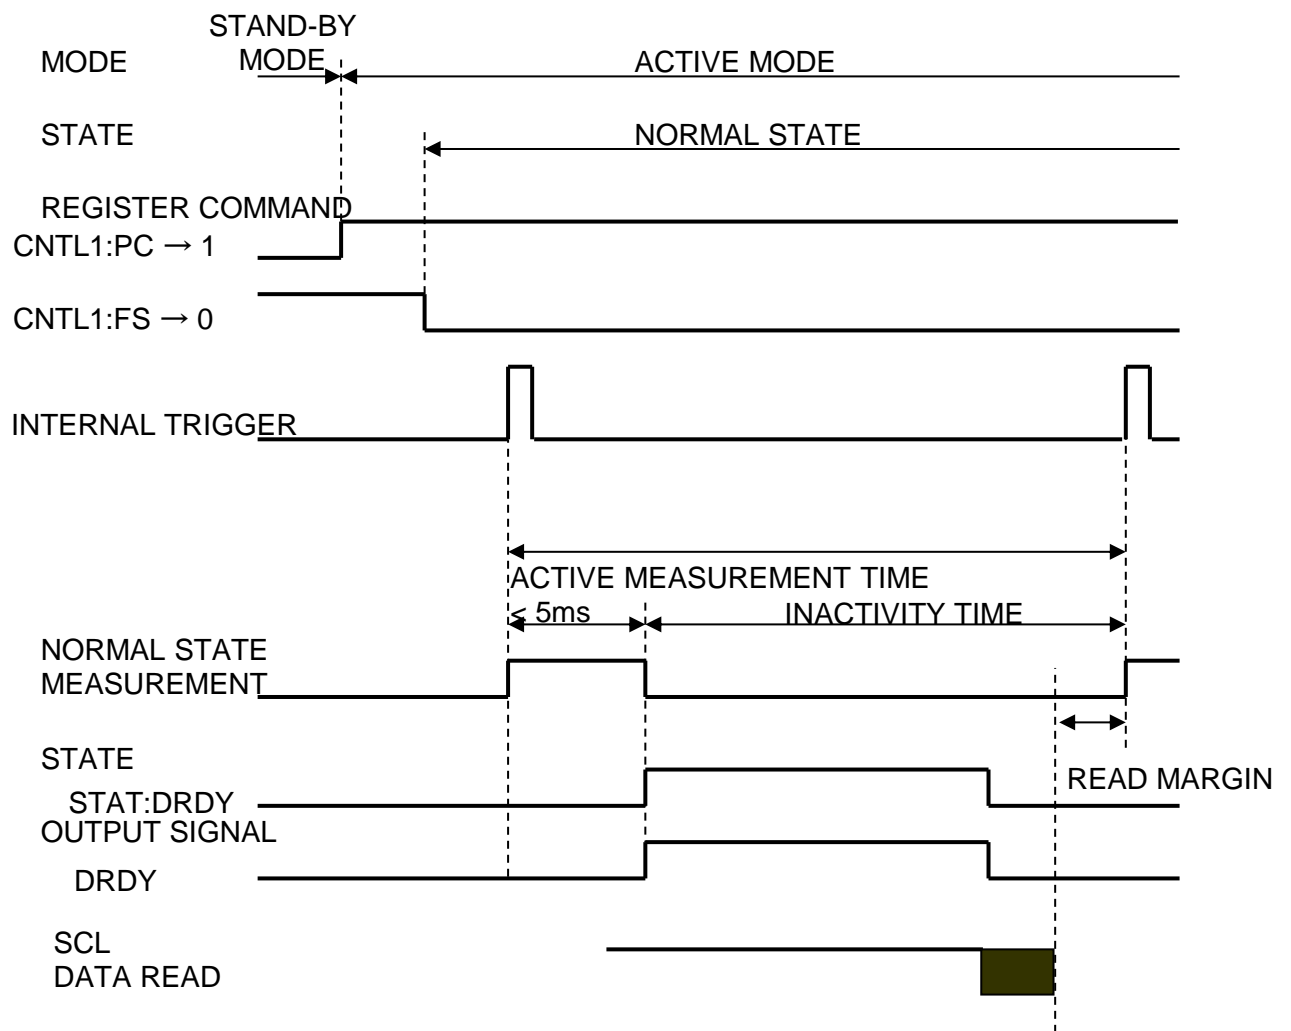 STAND-BY
MODE
MODE
ACTIVE MODE
STATE
NORMAL STATE
REGISTER COMMAND
CNTL1:PC → 1
CNTL1:FS → 0
INTERNAL TRIGGER
ACTIVE MEASUREMENT TIME
< 5ms
INACTIVITY TIME
NORMAL STATE
MEASUREMENT
STATE
READ MARGIN
STAT:DRDY
OUTPUT SIGNAL
DRDY
SCL
DATA READ